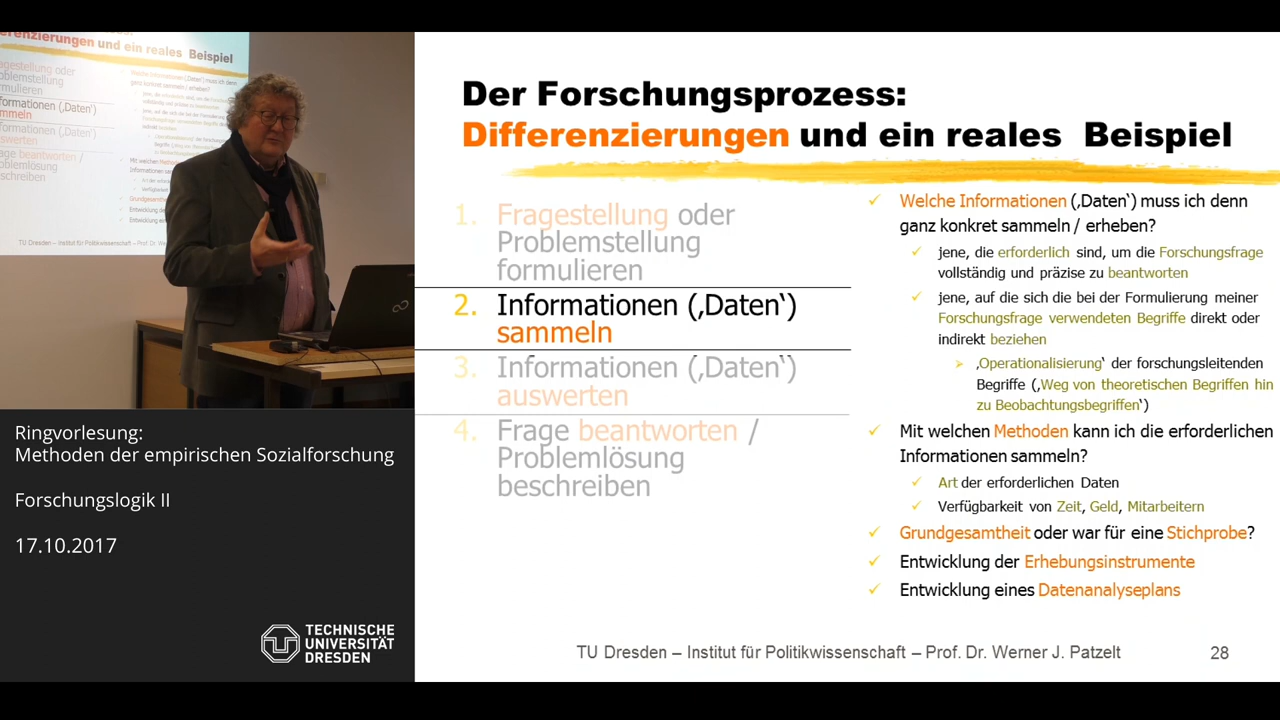 Der Forschungsprozess:
Differenzierungen und ein reales Beispiel
1. Fragestellung oder
Problemstellung
formulieren
2. Informationen (‚Daten‘)
sammeln
3. Informationen (‚Daten‘)
auswerten
4. Frage beantworten /
Problemlösung
beschreiben
Welche Informationen (‚Daten‘) muss ich denn
ganz konkret sammeln / erheben?
jene, die erforderlich sind, um die Forschungsfrage
vollständig und präzise zu beantworten
jene, auf die sich die bei der Formulierung meiner
Forschungsfrage verwendeten Begriffe direkt oder
indirekt beziehen
‚Operationalisierung‘ der forschungsleitenden
Begriffe (‚Weg von theoretischen Begriffen hin
zu Beobachtungsbegriffen‘)
Mit welchen Methoden kann ich die erforderlichen
Informationen sammeln?
Art der erforderlichen Daten
Verfügbarkeit von Zeit, Geld, Mitarbeitern
Grundgesamtheit oder war für eine Stichprobe?
Entwicklung der Erhebungsinstrumente
Entwicklung eines Datenanalyseplans
TU Dresden – Institut für Politikwissenschaft – Prof. Dr. Werner J. Patzelt
28
Ringvorlesung:
Methoden der empirischen Sozialforschung
Forschungslogik II
17.10.2017
TECHNISCHE
UNIVERSITÄT
DRESDEN